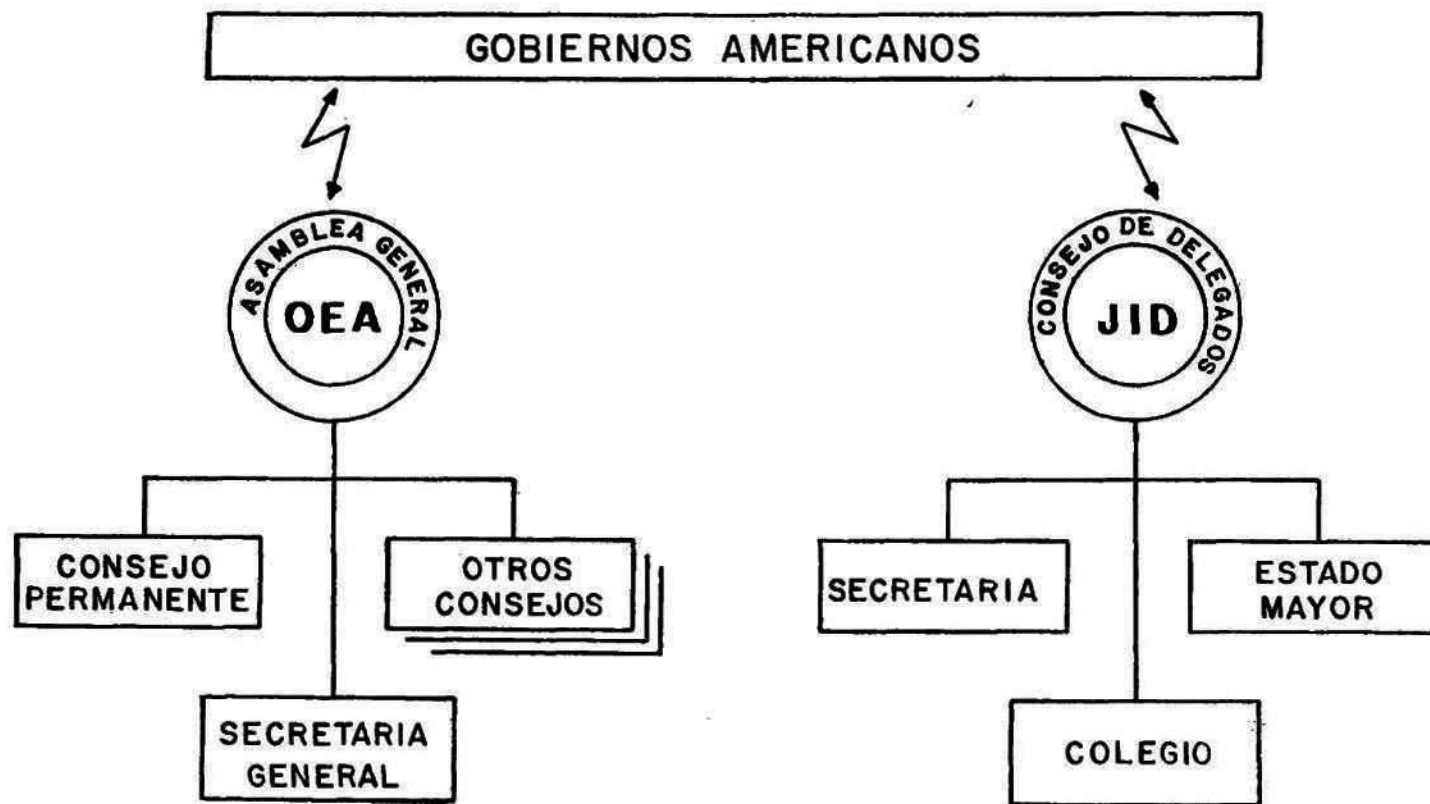 GOBIERNOS AMERICANOS
ASAMBLEA GENERAL
OEA
CONSEJO DE DELEGADOS
JID
CONSEJO
PERMANENTE
OTROS
CONSEJOS
SECRETARIA
GENERAL
SECRETARIA
ESTADO
MAYOR
COLEGIO